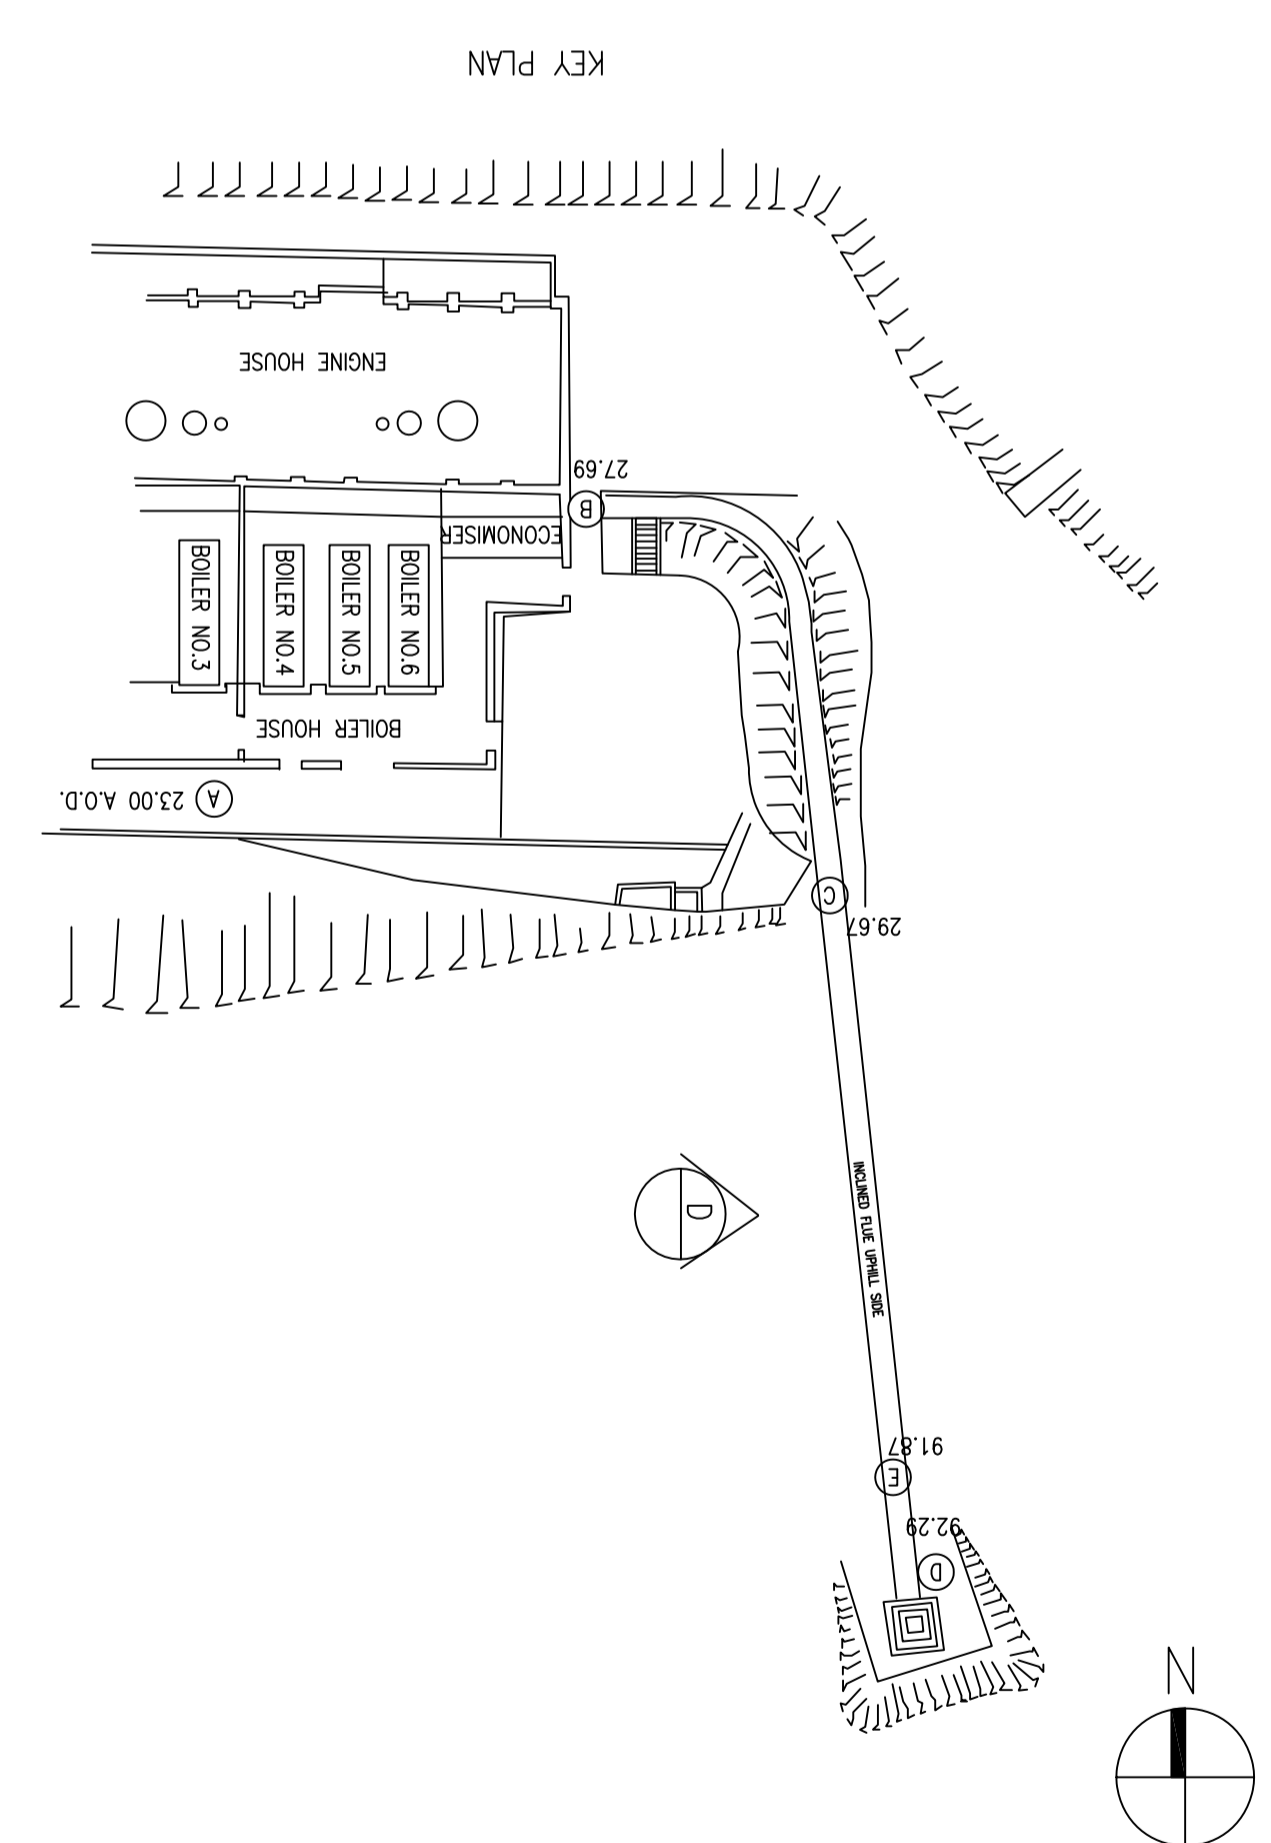 KEY PLAN
ENGINE HOUSE
27.69
B
ECONOMISER
BOILER NO.3
BOILER NO.4
BOILER NO.5
BOILER NO.6
BOILER HOUSE
23.00 A.O.D.
A
C
29.67
D
INCLINED FLUE UPHILL SIDE
91.87
E
92.29
D
N